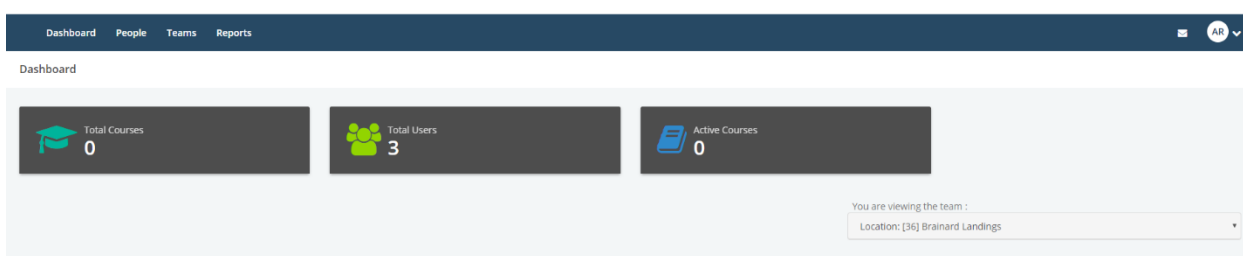 Dashboard People Teams Reports AR
Dashboard
Total Courses
0
Total Users
3
Active Courses
0
You are viewing the team :
Location: [36] Brainard Landings